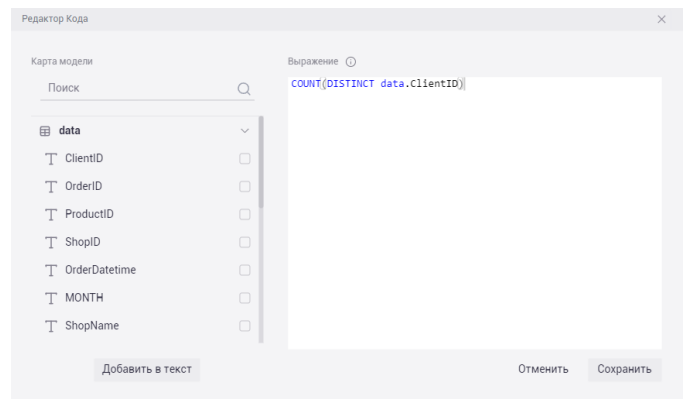 Редактор Кода
Карта модели
Поиск
data
ClientID
OrderID
ProductID
ShopID
OrderDatetime
MONTH
ShopName
Добавить в текст
Выражение
COUNT(DISTINCT data.ClientID)
Отменить
Сохранить